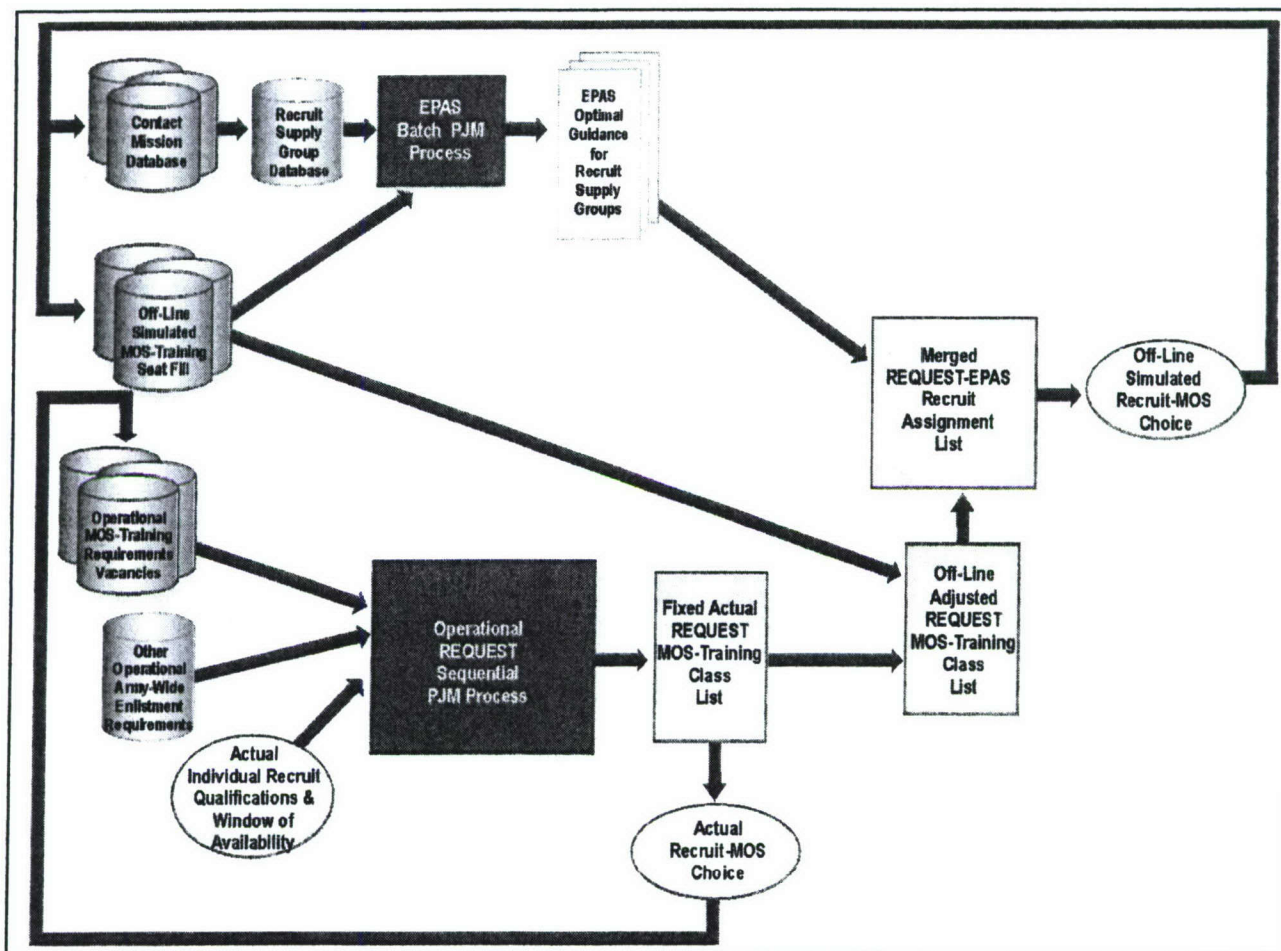 Contact
Mission
Database
Recruit
Supply
Group
Database
EPAS
Batch PJM
Process
EPAS
Optimal
Guidance
for
Recruit
Supply
Groups
Off-Line
Simulated
MOS-Training
Seat Fill
Merged
REQUEST-EPAS
Recruit
Assignment
List
Off-Line
Simulated
Recruit-MOS
Choice
Operational
MOS-Training
Requirements
Vacancies
Other
Operational
Army-Wide
Enlistment
Requirements
Actual
Individual Recruit
Qualifications &
Window of
Availability
Operational
REQUEST
Sequential
PJM Process
Fixed Actual
REQUEST
MOS-Training
Class
List
Off-Line
Adjusted
REQUEST
MOS-Training
Class
List
Actual
Recruit-MOS
Choice